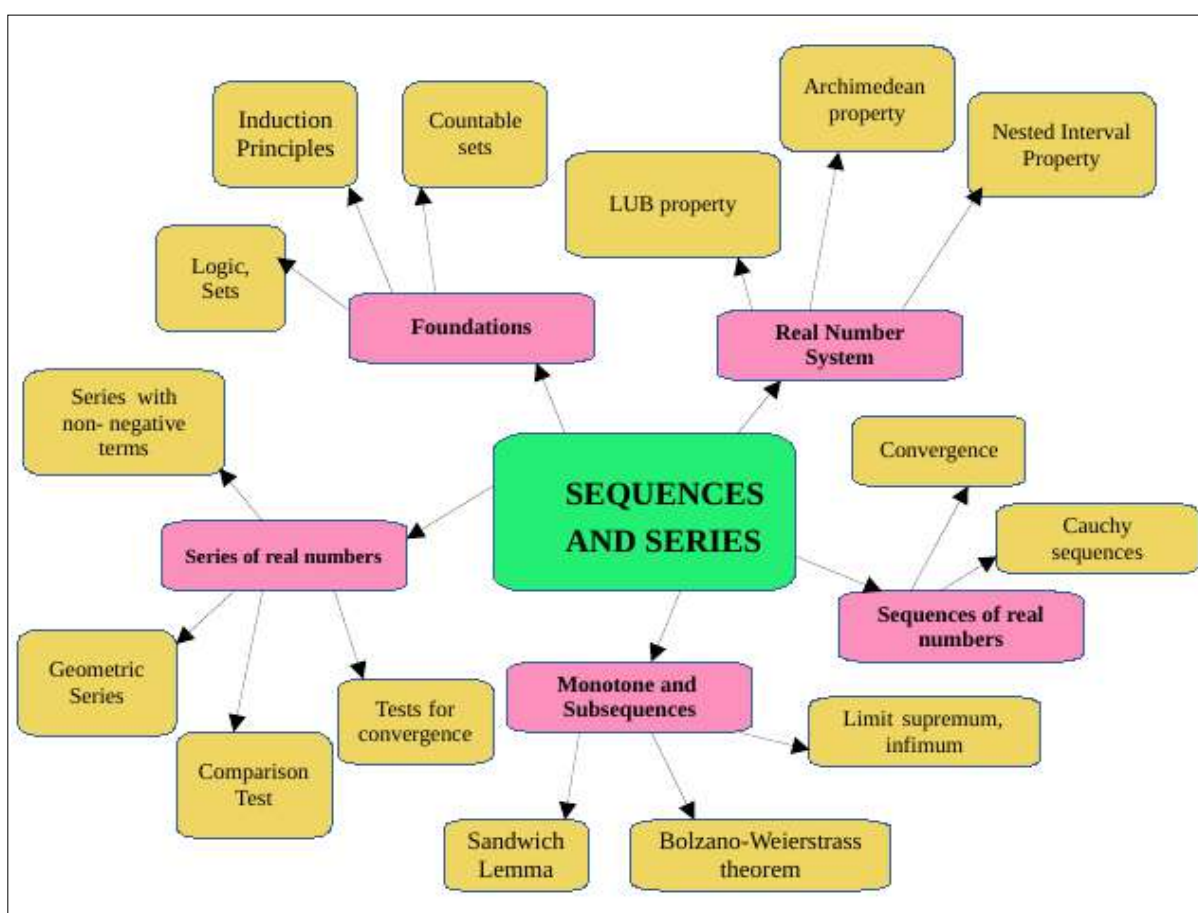 Archimedean
property
Induction
Principles
Countable
sets
Nested Interval
Property
LUB property
Logic,
Sets
Foundations
Real Number
System
Series with
non- negative
terms
Convergence
SEQUENCES
AND SERIES
Cauchy
sequences
Series of real numbers
Sequences of real
numbers
Geometric
Series
Monotone and
Subsequences
Tests for
convergence
Limit supremum,
infimum
Comparison
Test
Sandwich
Lemma
Bolzano-Weierstrass
theorem